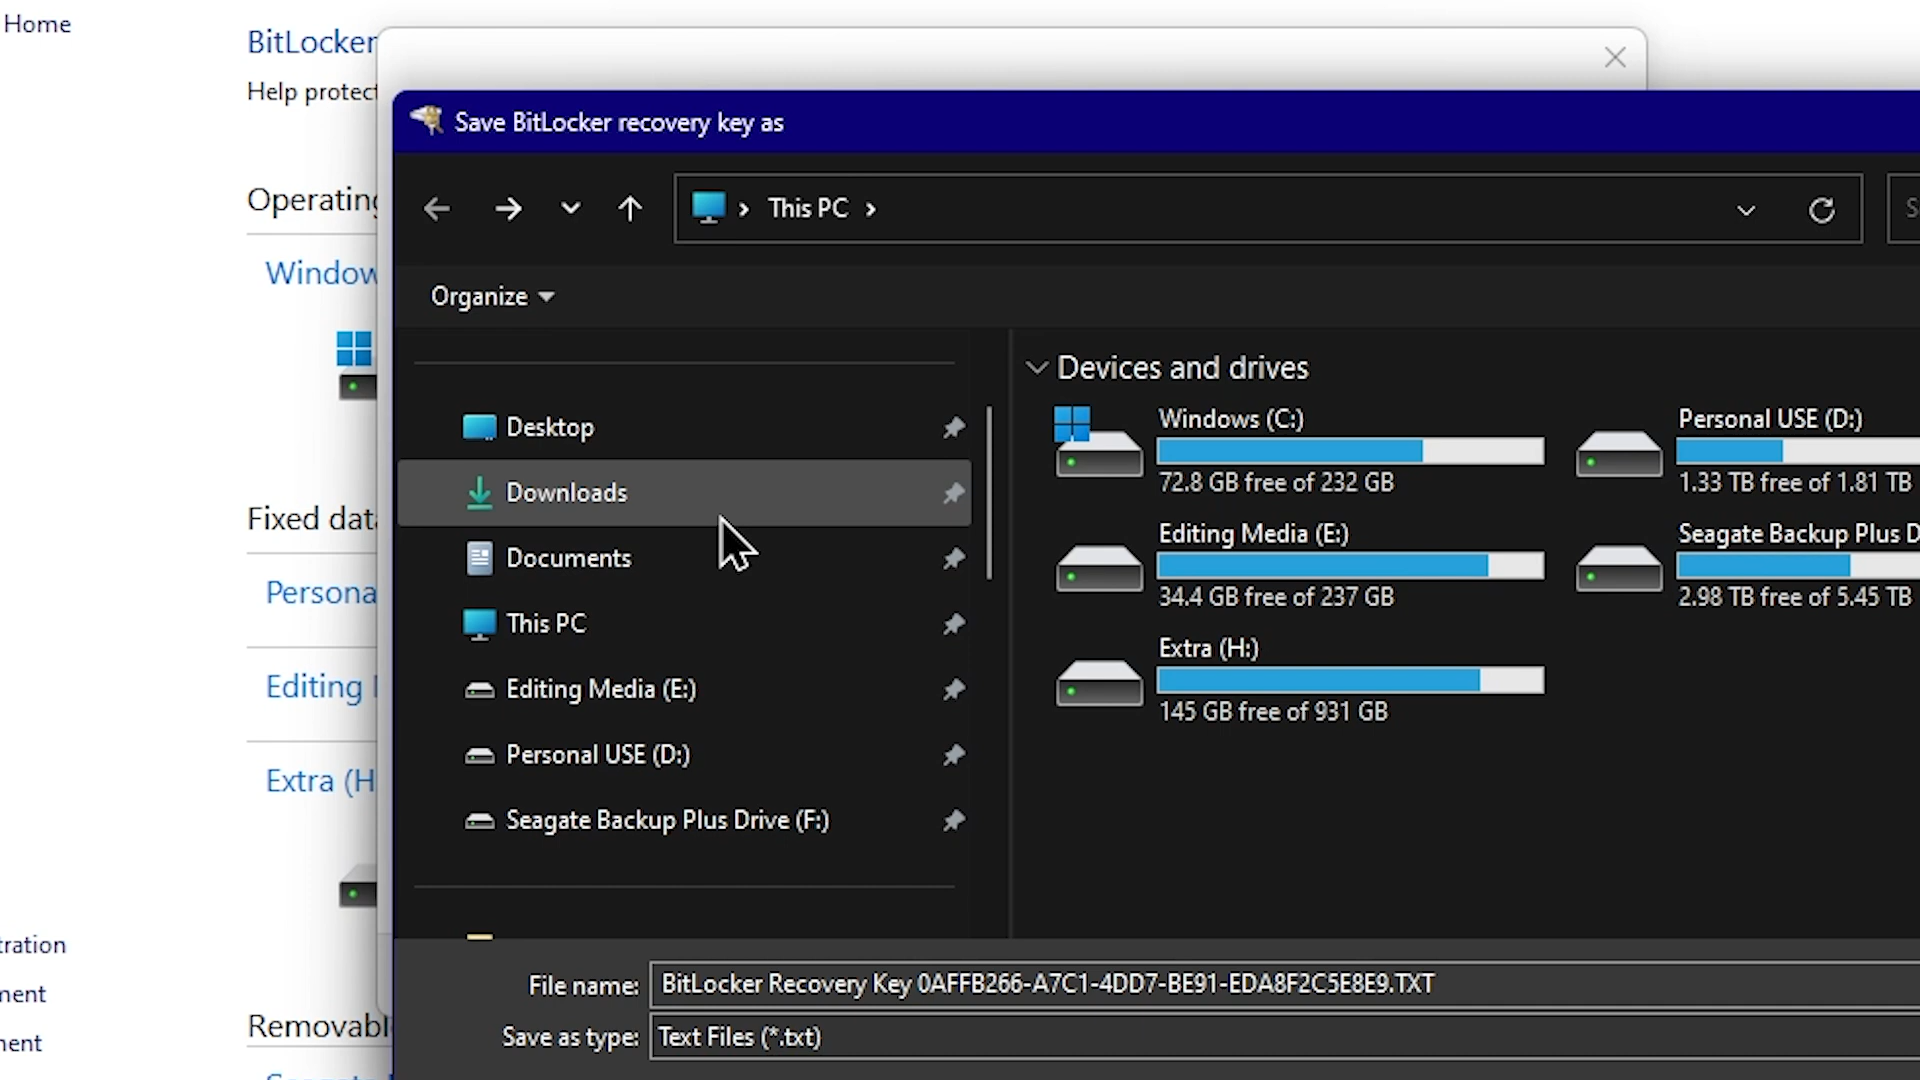 Home
BitLocker
Help protect
Operating
Window
Fixed data
Persona
Editing
Extra (H
tration
ment
ment
Removabl
Save BitLocker recovery key as
This PC
Organize
Desktop
Downloads
Documents
This PC
Editing Media (E:)
Personal USE (D:)
Seagate Backup Plus Drive (F:)
Devices and drives
Windows (C:)
72.8 GB free of 232 GB
Personal USE (D:)
1.33 TB free of 1.81 TB
Editing Media (E:)
34.4 GB free of 237 GB
Seagate Backup Plus D
2.98 TB free of 5.45 TB
Extra (H:)
145 GB free of 931 GB
File name: BitLocker Recovery Key 0AFFB266-A7C1-4DD7-BE91-EDA8F2C5E8E9.TXT
Save as type: Text Files (*.txt)